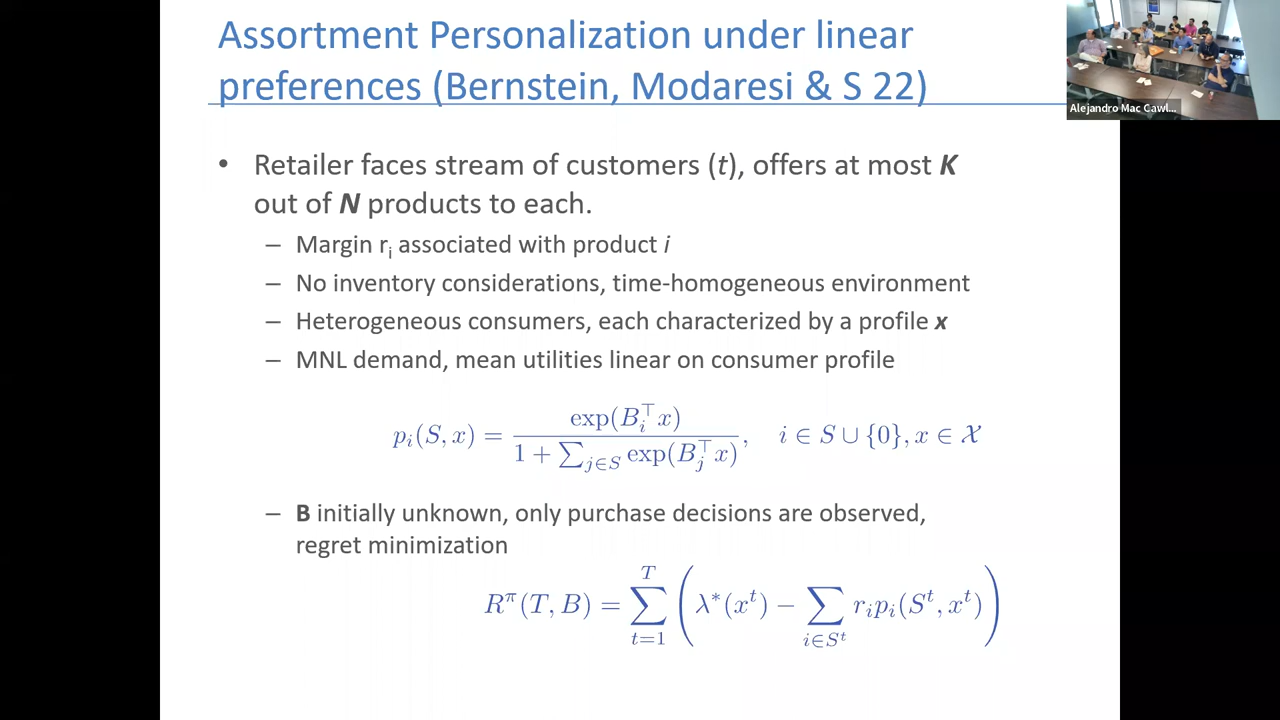 Assortment Personalization under linear
preferences (Bernstein, Modaresi & S 22)
Alejandro Mac Cawl...
• Retailer faces stream of customers (t), offers at most K
out of N products to each.
– Margin r_i associated with product i
– No inventory considerations, time-homogeneous environment
– Heterogeneous consumers, each characterized by a profile x
– MNL demand, mean utilities linear on consumer profile
p_i(S, x) = exp(B_i^⊤ x) / (1 + ∑_{j∈S} exp(B_j^⊤ x)), i ∈ S ∪ {0}, x ∈ 𝒳
– B initially unknown, only purchase decisions are observed,
regret minimization
R^π(T, B) = ∑_{t=1}^{T} (λ*(x^t) − ∑_{i∈S^t} r_i p_i(S^t, x^t))